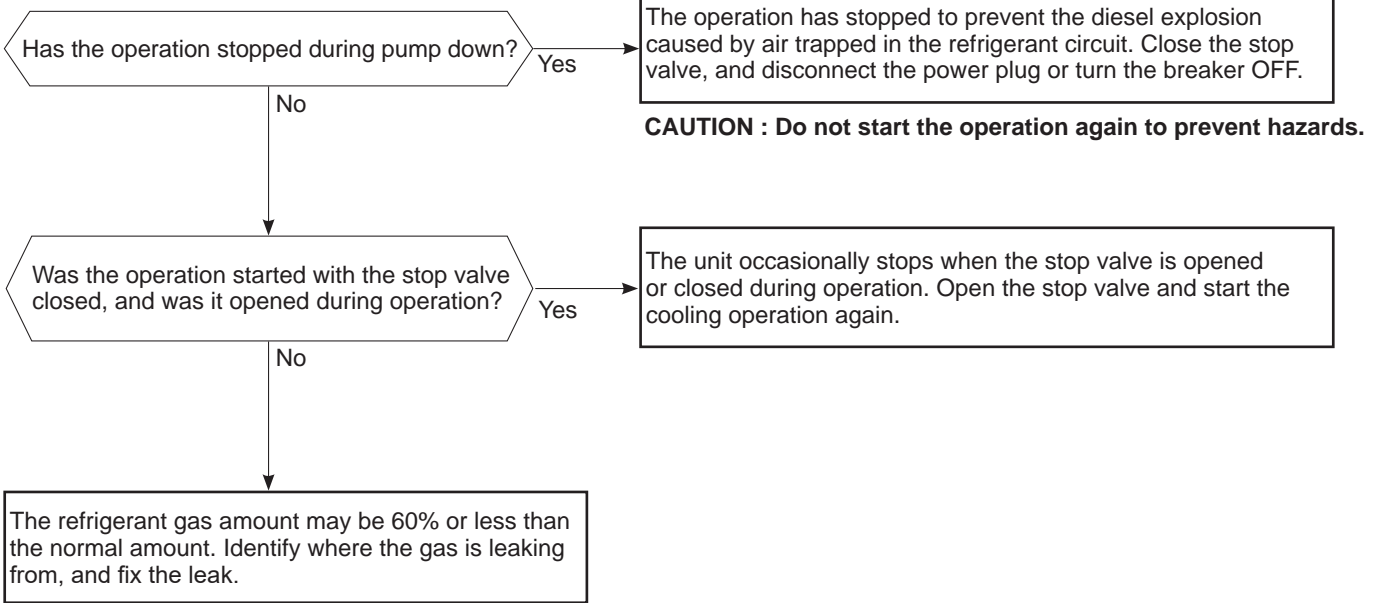 Has the operation stopped during pump down?
Yes
The operation has stopped to prevent the diesel explosion
caused by air trapped in the refrigerant circuit. Close the stop
valve, and disconnect the power plug or turn the breaker OFF.
No
CAUTION : Do not start the operation again to prevent hazards.
Was the operation started with the stop valve
closed, and was it opened during operation?
Yes
The unit occasionally stops when the stop valve is opened
or closed during operation. Open the stop valve and start the
cooling operation again.
No
The refrigerant gas amount may be 60% or less than
the normal amount. Identify where the gas is leaking
from, and fix the leak.